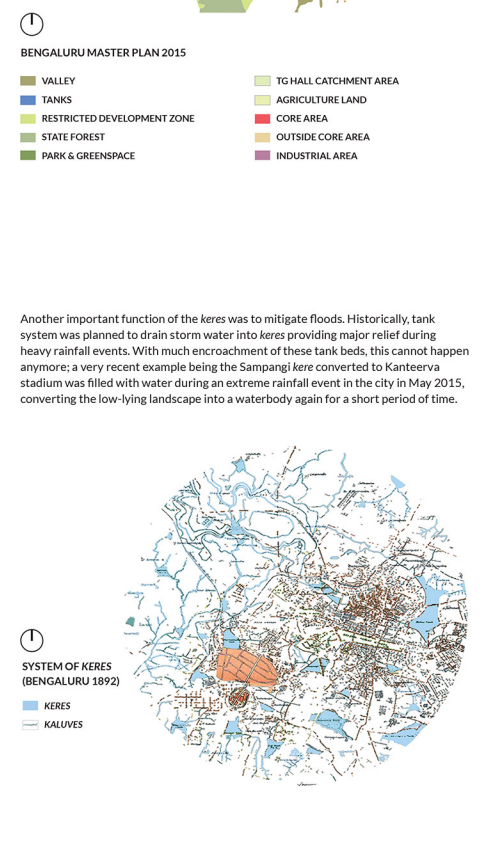 BENGALURU MASTER PLAN 2015
VALLEY
TANKS
RESTRICTED DEVELOPMENT ZONE
STATE FOREST
PARK & GREENSPACE
TG HALL CATCHMENT AREA
AGRICULTURE LAND
CORE AREA
OUTSIDE CORE AREA
INDUSTRIAL AREA
Another important function of the keres was to mitigate floods. Historically, tank
system was planned to drain storm water into keres providing major relief during
heavy rainfall events. With much encroachment of these tank beds, this cannot happen
anymore; a very recent example being the Sampangi kere converted to Kanteerva
stadium was filled with water during an extreme rainfall event in the city in May 2015,
converting the low-lying landscape into a waterbody again for a short period of time.
SYSTEM OF KERES
(BENGALURU 1892)
KERES
KALUVES